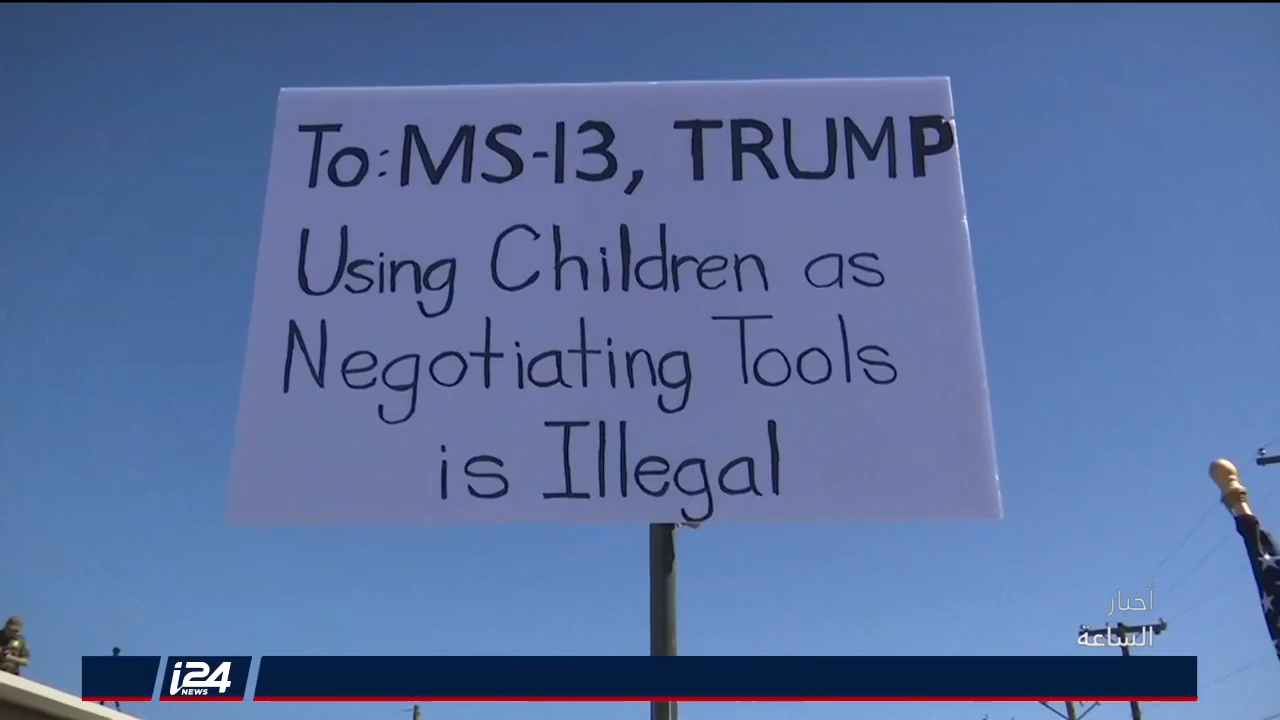 To: MS-13, TRUMP
Using Children as
Negotiating Tools
is Illegal
أخبار
الساعة
i24
NEWS